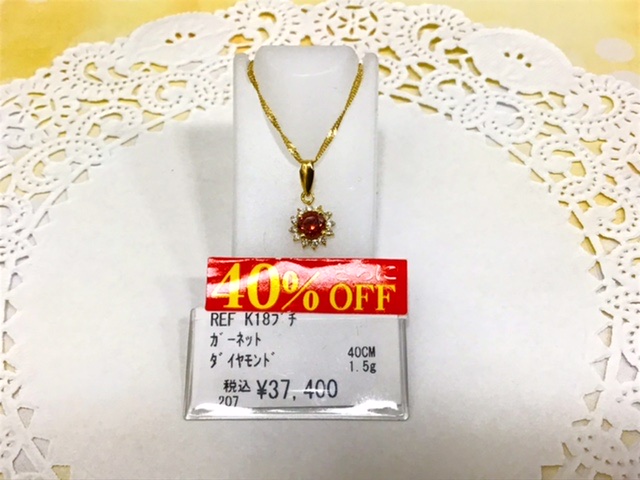 40% OFF
REF K18ﾌﾟﾁ
ｶﾞｰﾈｯﾄ
ﾀﾞｲﾔﾓﾝﾄﾞ 40CM
1.5g
税込 ¥37,400
207